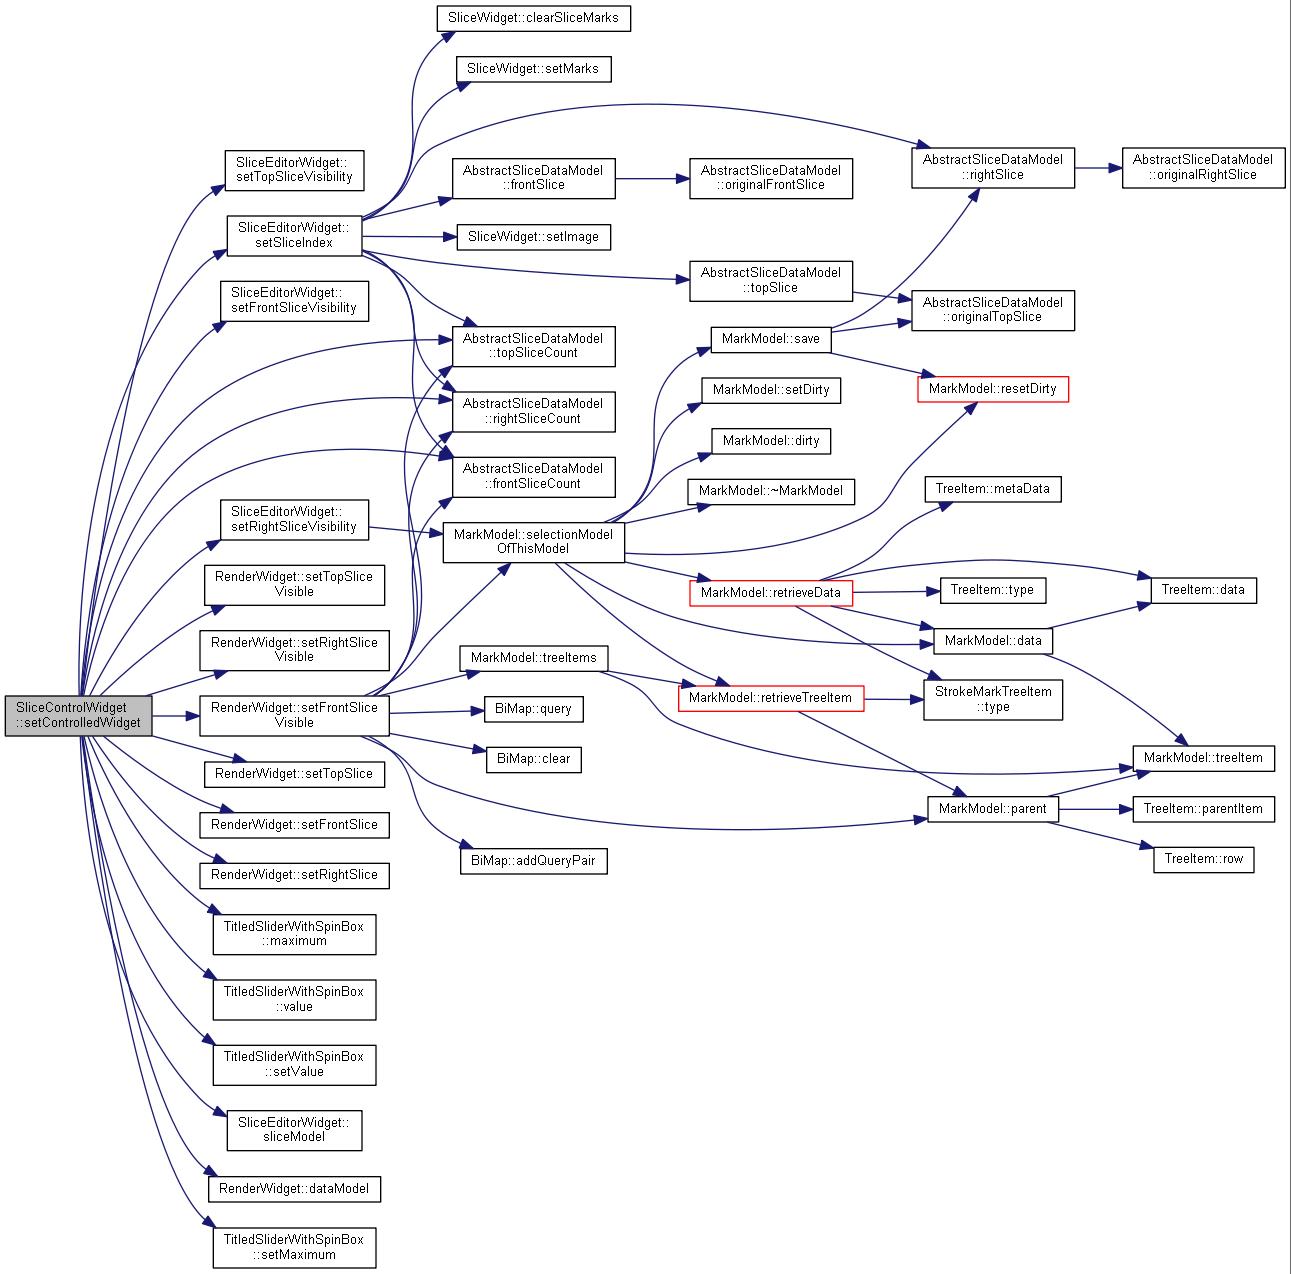 SliceWidget::clearSliceMarks
SliceWidget::setMarks
SliceEditorWidget::
setTopSliceVisibility
AbstractSliceDataModel
::frontSlice
AbstractSliceDataModel
::originalFrontSlice
AbstractSliceDataModel
::rightSlice
AbstractSliceDataModel
::originalRightSlice
SliceEditorWidget::
setSliceIndex
SliceWidget::setImage
SliceEditorWidget::
setFrontSliceVisibility
AbstractSliceDataModel
::topSlice
AbstractSliceDataModel
::originalTopSlice
AbstractSliceDataModel
::topSliceCount
MarkModel::save
AbstractSliceDataModel
::rightSliceCount
MarkModel::setDirty
MarkModel::resetDirty
MarkModel::dirty
AbstractSliceDataModel
::frontSliceCount
MarkModel::~MarkModel
TreeItem::metaData
SliceEditorWidget::
setRightSliceVisibility
MarkModel::selectionModel
OfThisModel
RenderWidget::setTopSlice
Visible
MarkModel::retrieveData
TreeItem::type
TreeItem::data
RenderWidget::setRightSlice
Visible
MarkModel::treeItems
MarkModel::data
SliceControlWidget
::setControlledWidget
RenderWidget::setFrontSlice
Visible
BiMap::query
MarkModel::retrieveTreeItem
StrokeMarkTreeItem
::type
RenderWidget::setTopSlice
BiMap::clear
MarkModel::treeItem
RenderWidget::setFrontSlice
MarkModel::parent
TreeItem::parentItem
RenderWidget::setRightSlice
BiMap::addQueryPair
TreeItem::row
TitledSliderWithSpinBox
::maximum
TitledSliderWithSpinBox
::value
TitledSliderWithSpinBox
::setValue
SliceEditorWidget::
sliceModel
RenderWidget::dataModel
TitledSliderWithSpinBox
::setMaximum